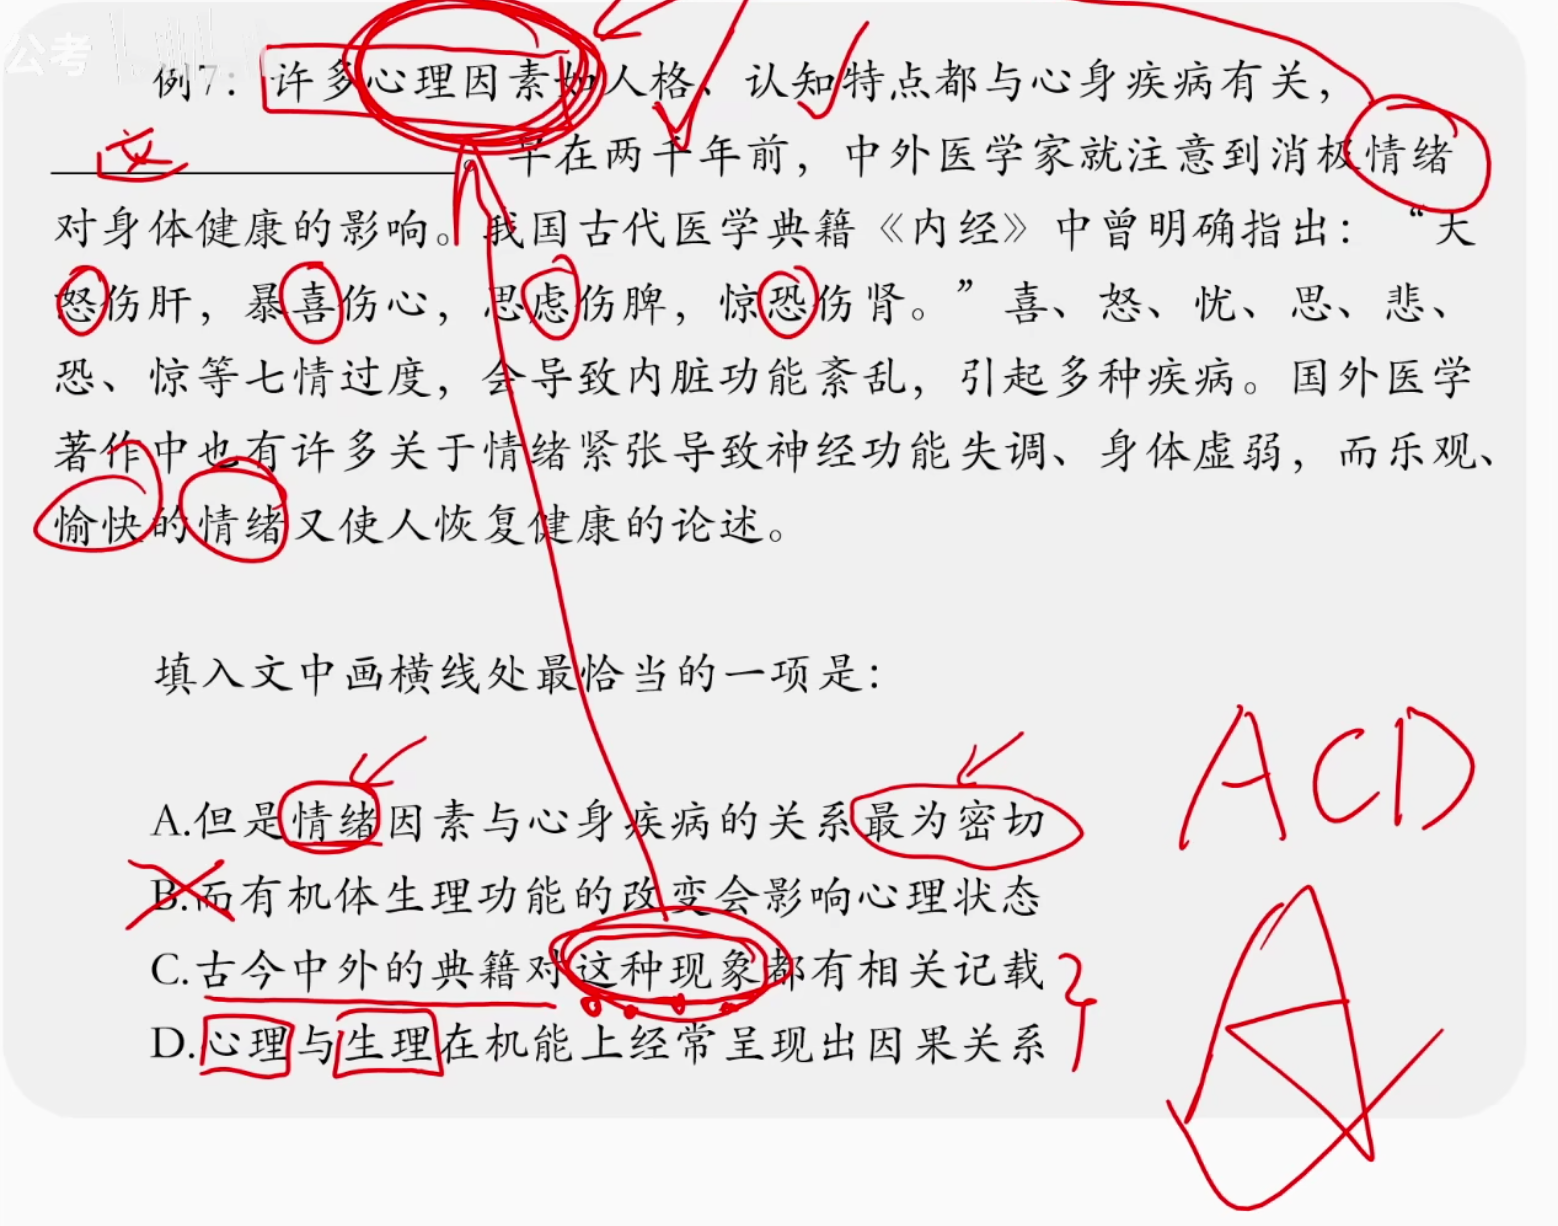 公考
例7：许多心理因素如人格、认知特点都与心身疾病有关，
文
。早在两千年前，中外医学家就注意到消极情绪
对身体健康的影响。我国古代医学典籍《内经》中曾明确指出：“大
怒伤肝，暴喜伤心，思虑伤脾，惊恐伤肾。”喜、怒、忧、思、悲、
恐、惊等七情过度，会导致内脏功能紊乱，引起多种疾病。国外医学
著作中也有许多关于情绪紧张导致神经功能失调、身体虚弱，而乐观、
愉快的情绪又使人恢复健康的论述。
填入文中画横线处最恰当的一项是：
A.但是情绪因素与心身疾病的关系最为密切
B.而有机体生理功能的改变会影响心理状态
C.古今中外的典籍对这种现象都有相关记载
D.心理与生理在机能上经常呈现出因果关系
ACD
A